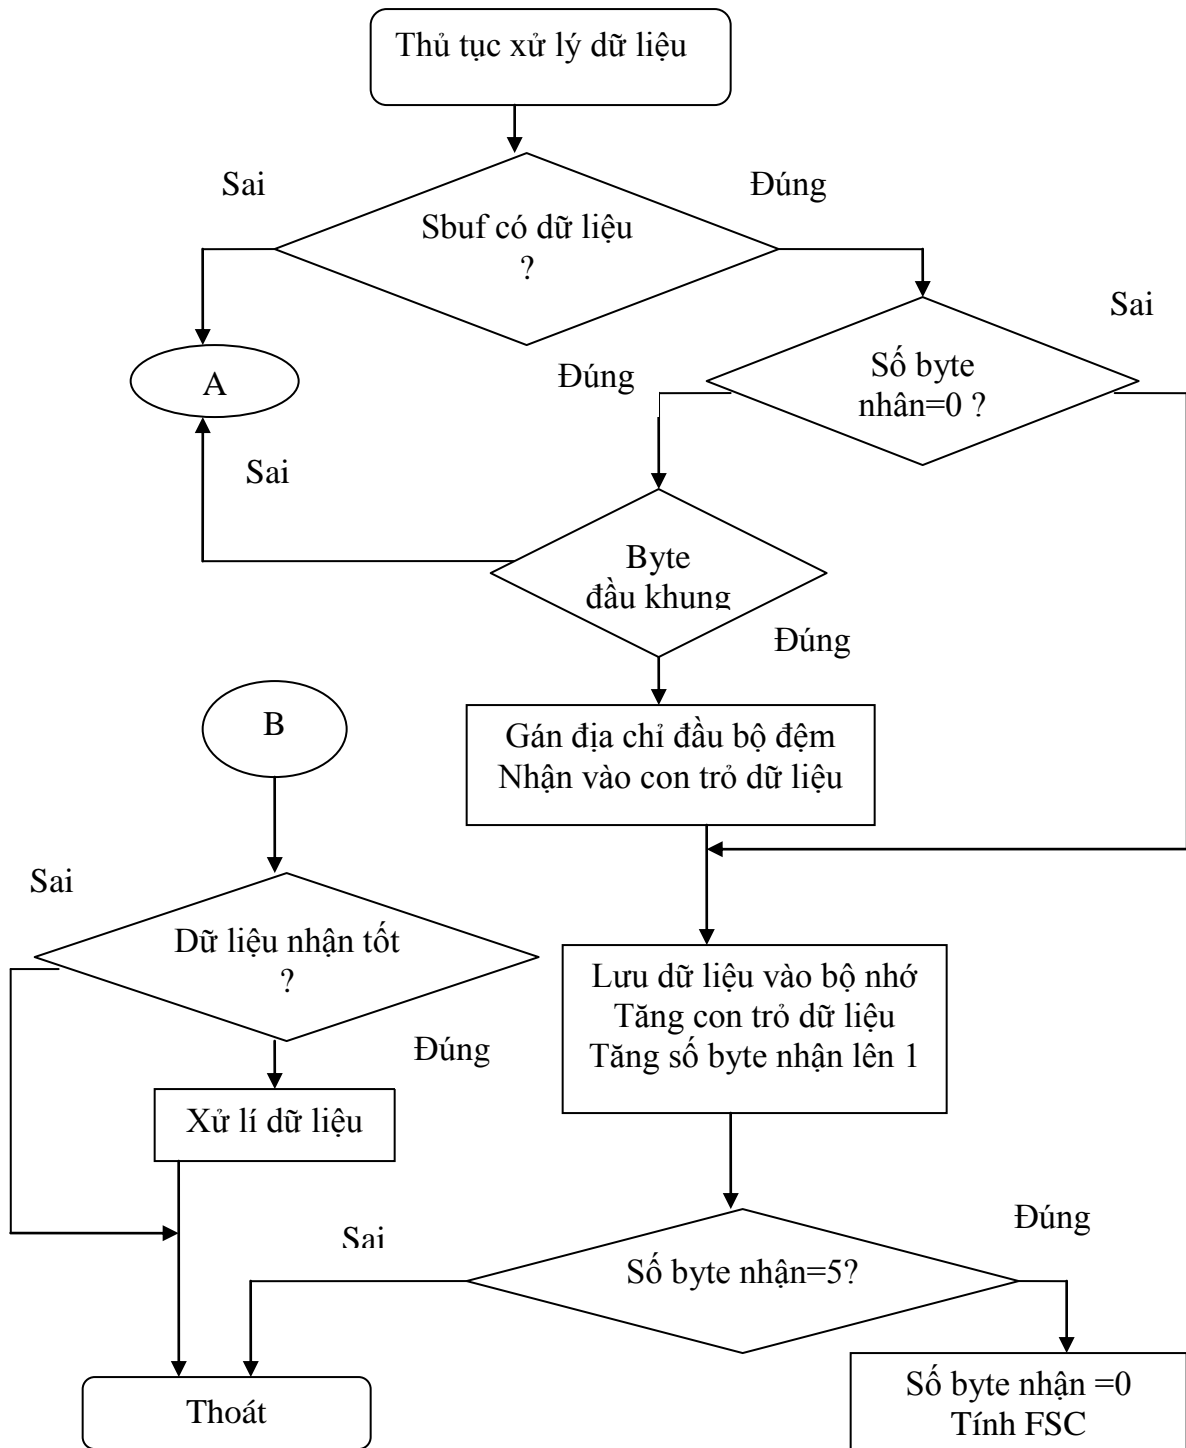 Thủ tục xử lý dữ liệu
Sai
Đúng
Sbuf có dữ liệu
?
Sai
Số byte
nhân=0 ?
Đúng
A
Sai
Byte
đầu khung
Đúng
B
Gán địa chỉ đầu bộ đệm
Nhận vào con trỏ dữ liệu
Sai
Dữ liệu nhận tốt
?
Lưu dữ liệu vào bộ nhớ
Tăng con trỏ dữ liệu
Tăng số byte nhận lên 1
Đúng
Xử lí dữ liệu
Đúng
Sai
Số byte nhận=5?
Số byte nhận =0
Tính FSC
Thoát